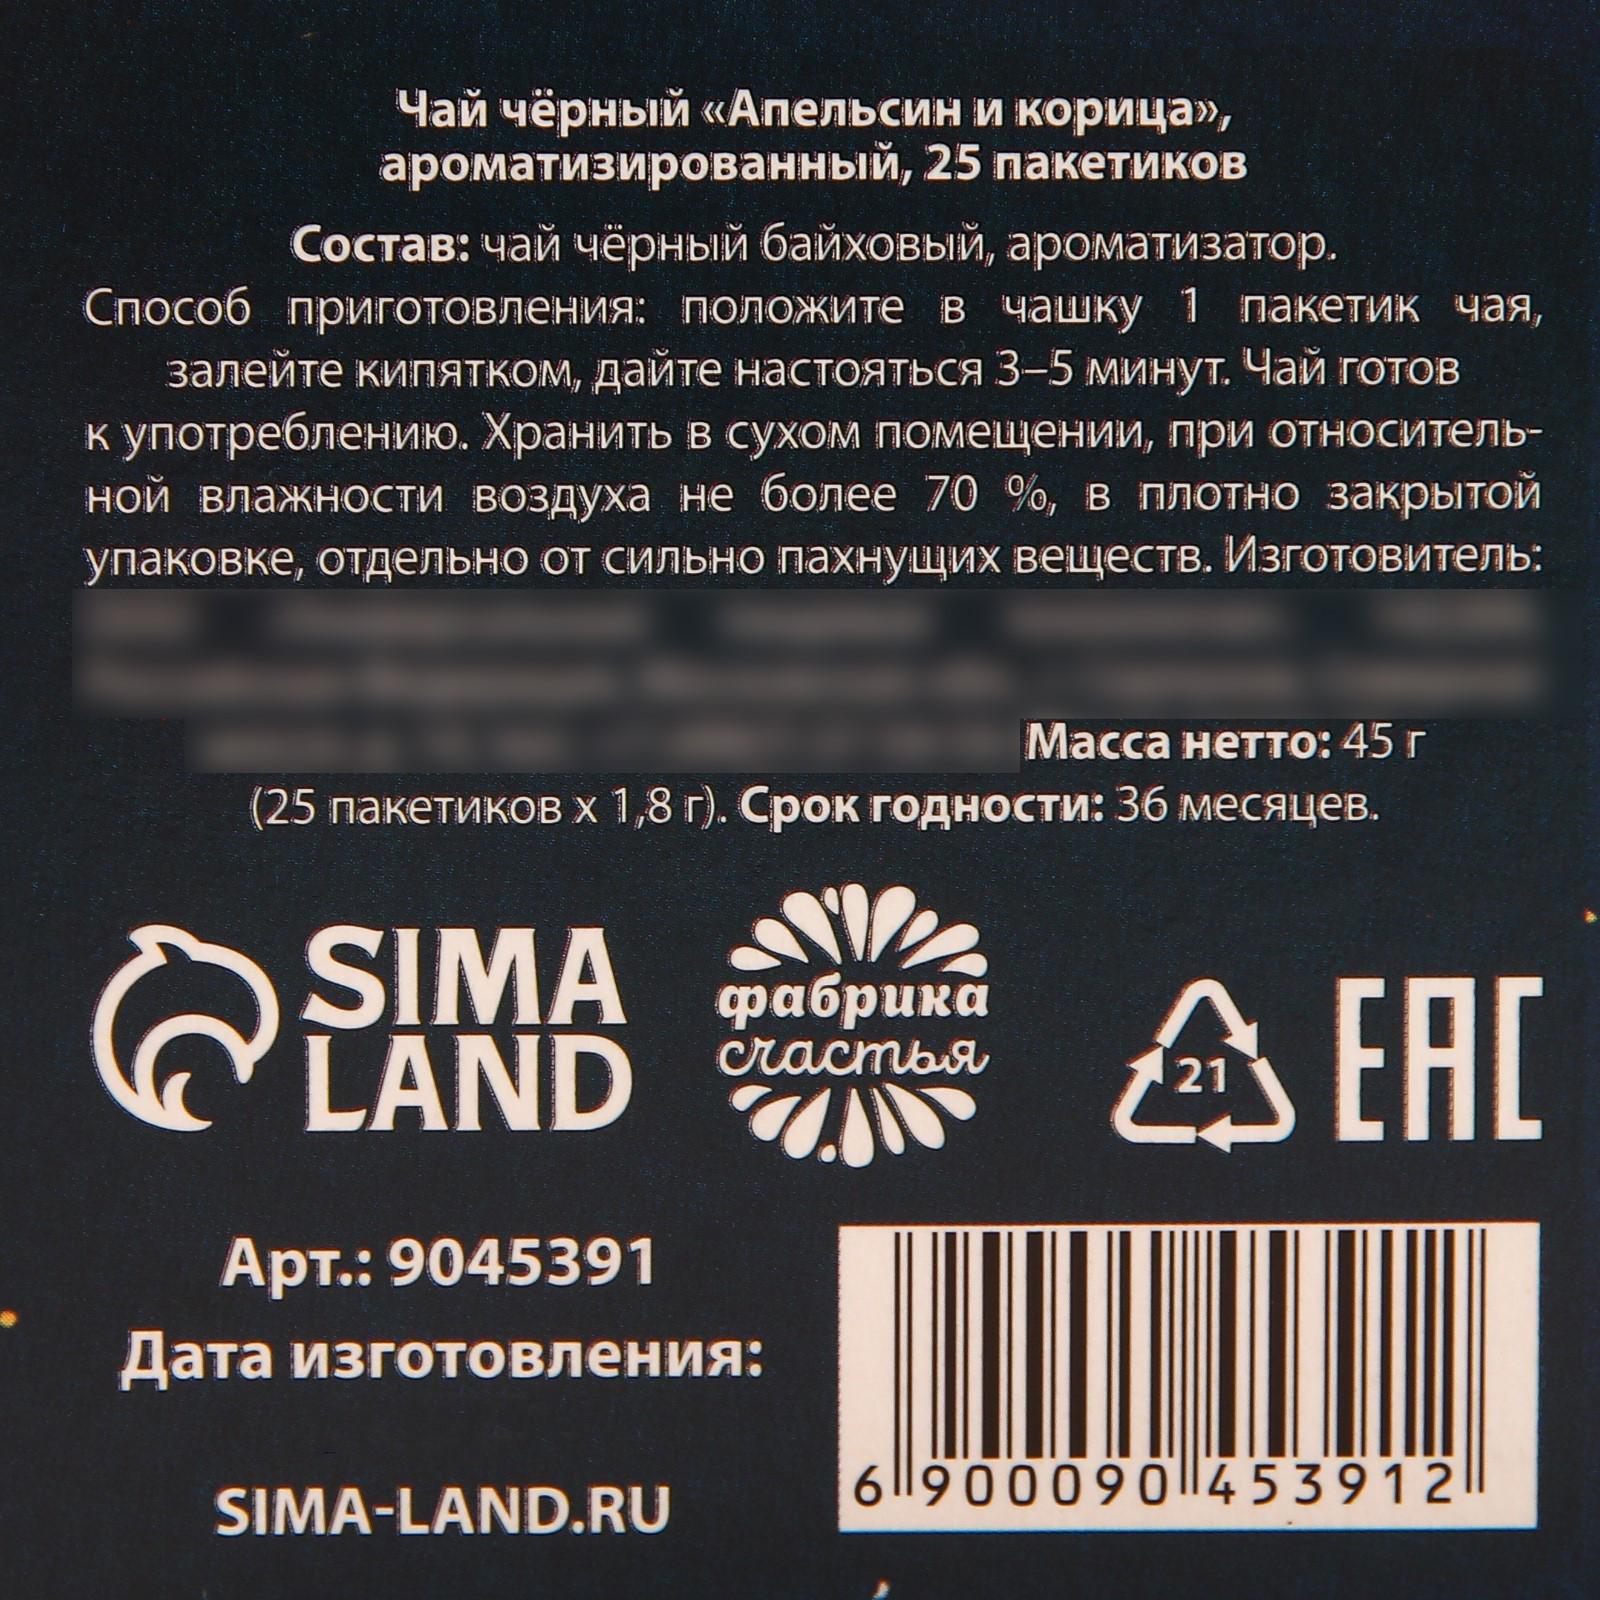 Чай чёрный «Апельсин и корица»,
ароматизированный, 25 пакетиков
Состав: чай чёрный байховый, ароматизатор.
Способ приготовления: положите в чашку 1 пакетик чая,
залейте кипятком, дайте настояться 3–5 минут. Чай готов
к употреблению. Хранить в сухом помещении, при относитель-
ной влажности воздуха не более 70 %, в плотно закрытой
упаковке, отдельно от сильно пахнущих веществ. Изготовитель:
Масса нетто: 45 г
(25 пакетиков х 1,8 г). Срок годности: 36 месяцев.
SIMA
LAND
фабрика
счастья
21
EAC
Арт.: 9045391
Дата изготовления:
SIMA-LAND.RU
6 900090 453912